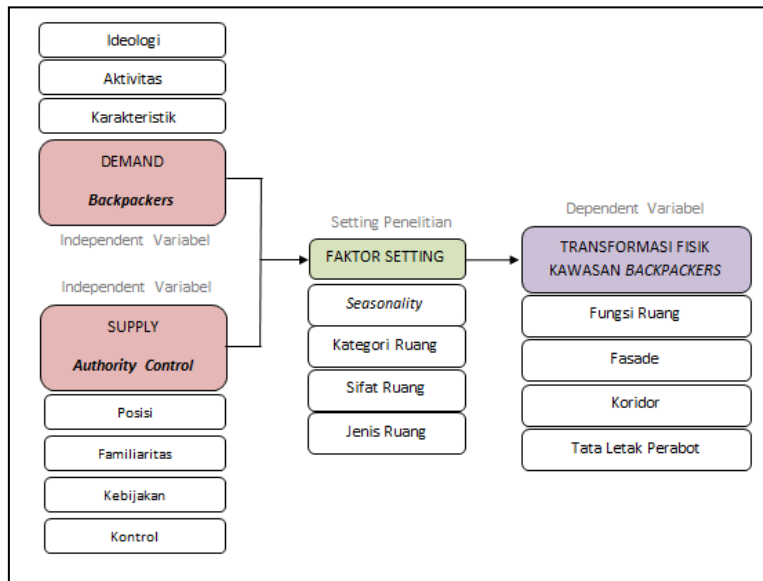 Ideologi
Aktivitas
Karakteristik
DEMAND
Backpackers
Independent Variabel
Independent Variabel
SUPPLY
Authority Control
Posisi
Familiaritas
Kebijakan
Kontrol
Setting Penelitian
FAKTOR SETTING
Seasonality
Kategori Ruang
Sifat Ruang
Jenis Ruang
Dependent Variabel
TRANSFORMASI FISIK
KAWASAN BACKPACKERS
Fungsi Ruang
Fasade
Koridor
Tata Letak Perabot